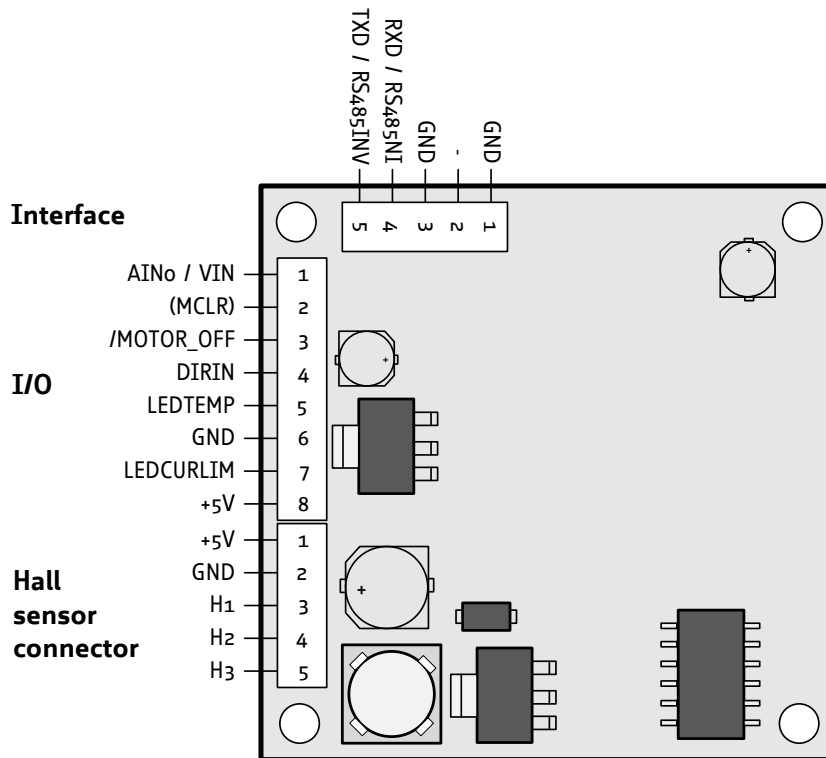 TXD / RS485INV
RXD / RS485NI
GND
-
GND
Interface
5
4
3
2
1
AIN0 / VIN
1
(MCLR)
2
/MOTOR_OFF
3
I/O
DIRIN
4
LEDTEMP
5
GND
6
LEDCURLIM
7
+5V
8
+5V
1
Hall
sensor
connector
GND
2
H1
3
H2
4
H3
5
+
+
+